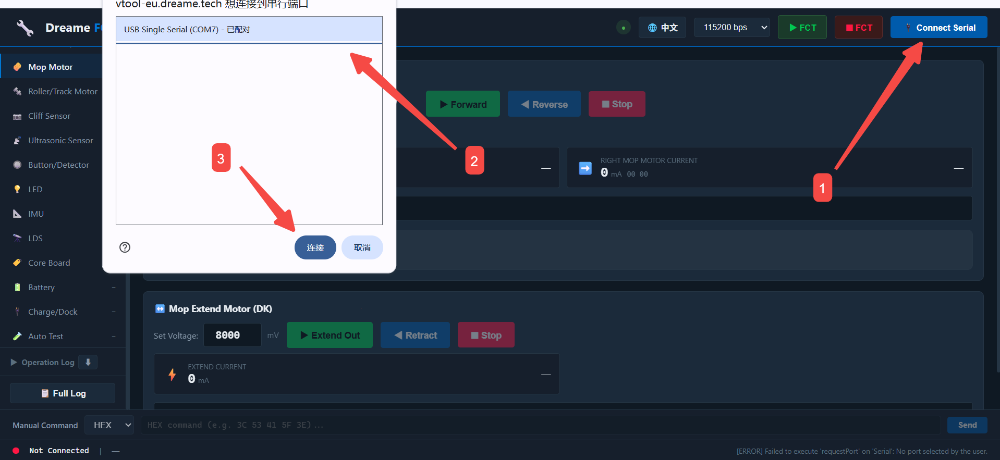 vtool-eu.dreame.tech 想连接到串行端口
USB Single Serial (COM7) - 已配对
连接
取消
Dreame
中文
115200 bps
FCT
FCT
Connect Serial
Mop Motor
Roller/Track Motor
Cliff Sensor
Ultrasonic Sensor
Button/Detector
LED
IMU
LDS
Core Board
Battery –
Charge/Dock –
Auto Test –
Operation Log
Full Log
Forward
Reverse
Stop
—
RIGHT MOP MOTOR CURRENT
0 mA 00 00
—
1
2
3
Mop Extend Motor (DK)
Set Voltage: 8000 mV
Extend Out
Retract
Stop
EXTEND CURRENT
0 mA
—
Manual Command
HEX
HEX command (e.g. 3C 53 41 5F 3E)...
Send
Not Connected | —
[ERROR] Failed to execute 'requestPort' on 'Serial': No port selected by the user.